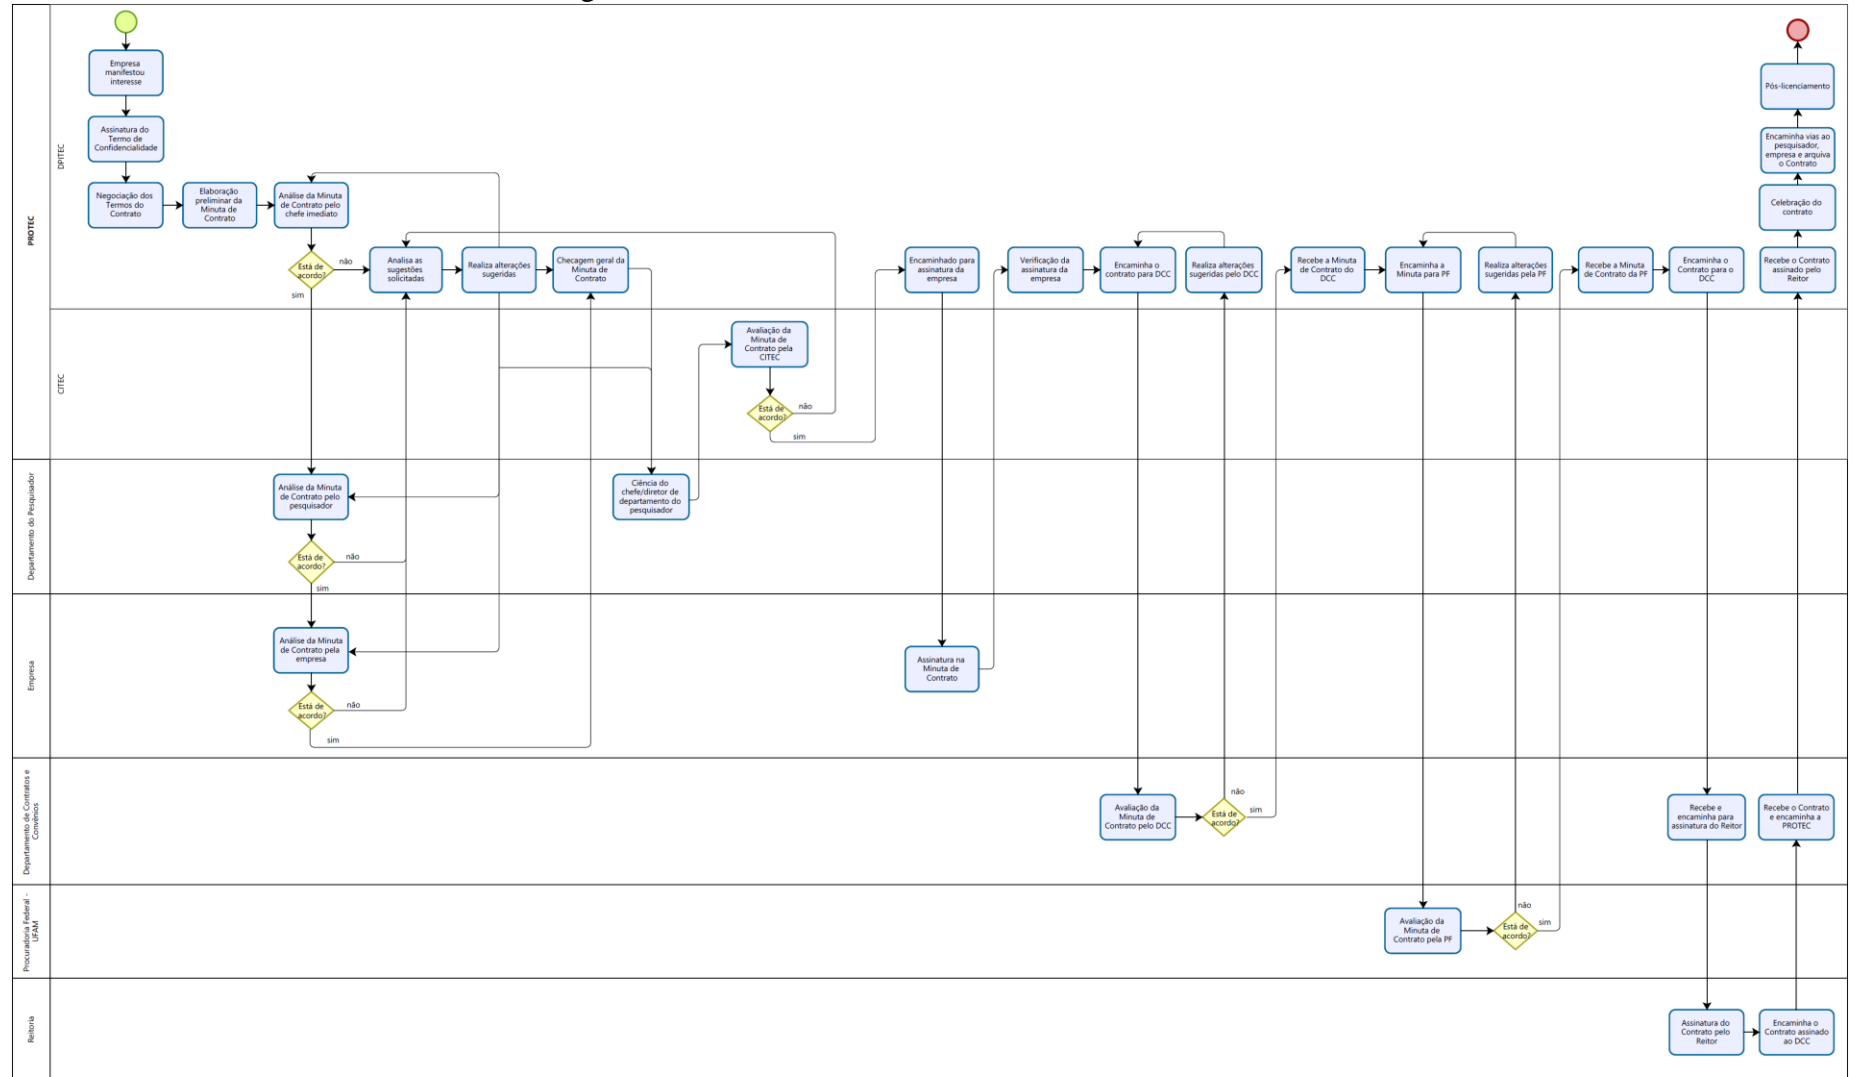 PROTEC
DPITEC
Empresa
manifestou
interesse
Assinatura do
Termo de
Confidencialidade
Negociação dos
Termos do
Contrato
Elaboração
preliminar da
Minuta de
Contrato
Análise da Minuta
de Contrato pelo
chefe imediato
Está de
acordo?
não
sim
Analisa as
sugestões
solicitadas
Realiza alterações
sugeridas
Checagem geral da
Minuta de
Contrato
Encaminhado para
assinatura da
empresa
Verificação da
assinatura da
empresa
Encaminha o
contrato para DCC
Realiza alterações
sugeridas pelo DCC
Recebe a Minuta
de Contrato do
DCC
Encaminha a
Minuta para PF
Realiza alterações
sugeridas pela PF
Recebe a Minuta
de Contrato da PF
Encaminha o
Contrato para o
DCC
Recebe o Contrato
assinado pelo
Reitor
Celebração do
contrato
Encaminha vias ao
pesquisador,
empresa e arquiva
o Contrato
Pós-licenciamento
CITEC
Avaliação da
Minuta de
Contrato pela
CITEC
Está de
acordo?
não
sim
Departamento do Pesquisador
Análise da Minuta
de Contrato pelo
pesquisador
Está de
acordo?
não
sim
Ciência do
chefe/diretor de
departamento do
pesquisador
Empresa
Análise da Minuta
de Contrato pela
empresa
Está de
acordo?
não
sim
Assinatura na
Minuta de
Contrato
Departamento de Contratos e
Convênios
Avaliação da
Minuta de
Contrato pelo DCC
Está de
acordo?
não
sim
Recebe e
encaminha para
assinatura do Reitor
Recebe o Contrato
e encaminha a
PROTEC
Procuradoria Federal -
UFAM
Avaliação da
Minuta de
Contrato pela PF
Está de
acordo?
não
sim
Reitoria
Assinatura do
Contrato pelo
Reitor
Encaminha o
Contrato assinado
ao DCC